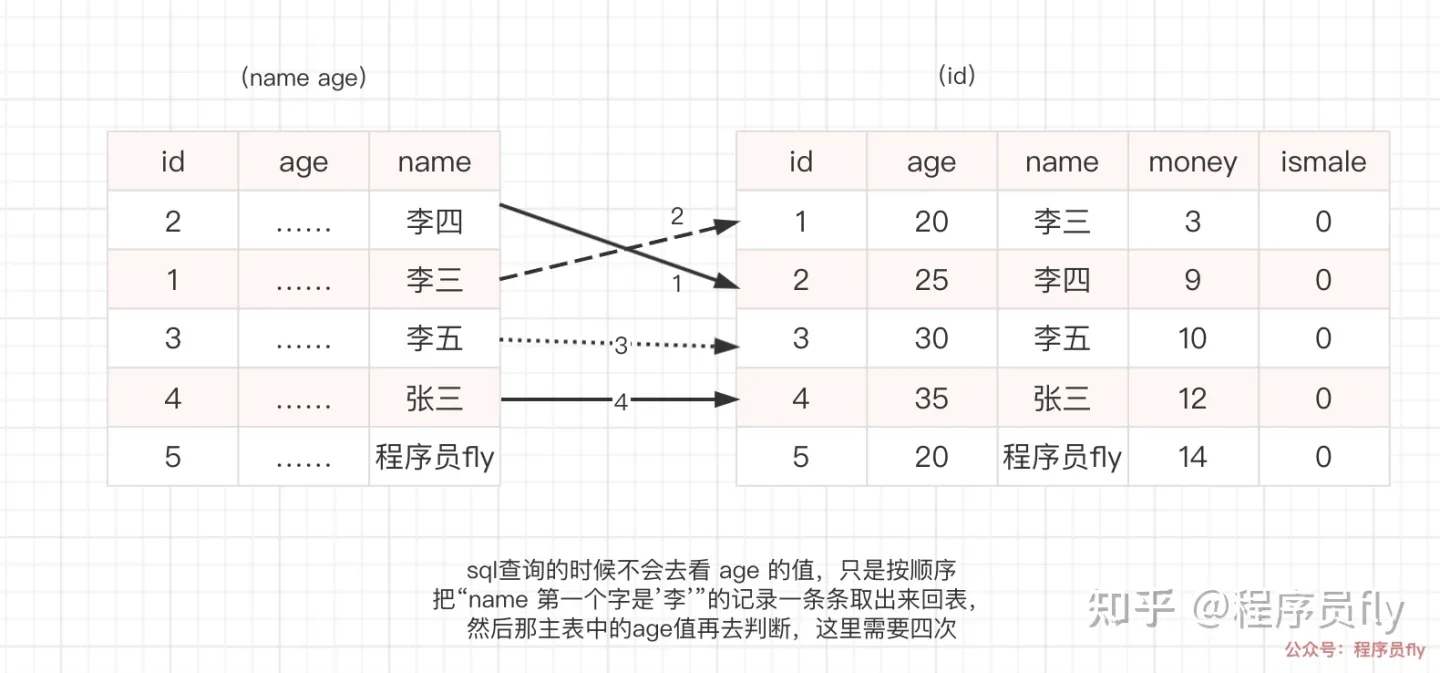 (name age)
(id)
id age name
id age name money ismale
2 …… 李四
1 20 李三 3 0
1 …… 李三
2 25 李四 9 0
3 …… 李五
3 30 李五 10 0
4 …… 张三
4 35 张三 12 0
5 …… 程序员fly
5 20 程序员fly 14 0
2
1
3
4
sql查询的时候不会去看 age 的值，只是按顺序
把“name 第一个字是’李’”的记录一条条取出来回表，
然后那主表中的age值再去判断，这里需要四次
知乎 @程序员fly
公众号：程序员fly